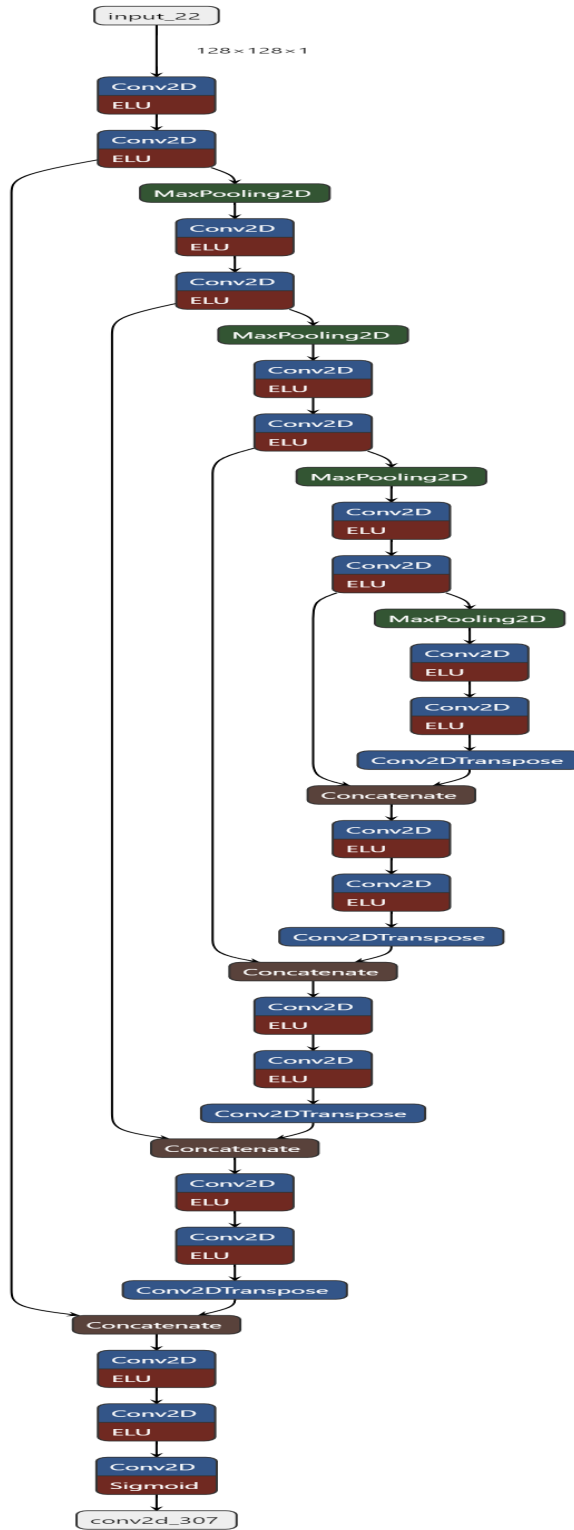 input_22
128×128×1
Conv2D
ELU
Conv2D
ELU
MaxPooling2D
Conv2D
ELU
Conv2D
ELU
MaxPooling2D
Conv2D
ELU
Conv2D
ELU
MaxPooling2D
Conv2D
ELU
Conv2D
ELU
MaxPooling2D
Conv2D
ELU
Conv2D
ELU
Conv2DTranspose
Concatenate
Conv2D
ELU
Conv2D
ELU
Conv2DTranspose
Concatenate
Conv2D
ELU
Conv2D
ELU
Conv2DTranspose
Concatenate
Conv2D
ELU
Conv2D
ELU
Conv2DTranspose
Concatenate
Conv2D
ELU
Conv2D
ELU
Conv2D
Sigmoid
conv2d_307